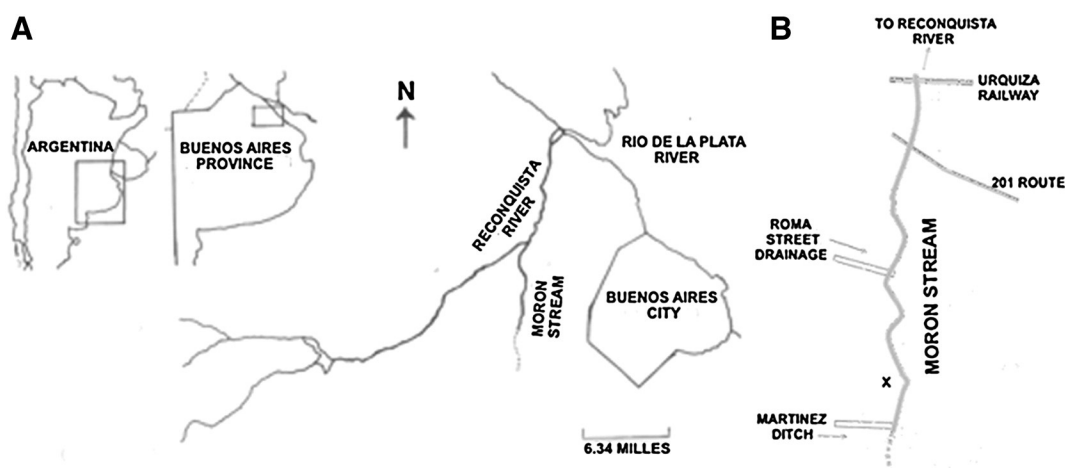 A
ARGENTINA
BUENOS AIRES
PROVINCE
N
RIO DE LA PLATA
RIVER
RECONQUISTA
RIVER
MORON
STREAM
BUENOS AIRES
CITY
6.34 MILLES
B
TO RECONQUISTA
RIVER
URQUIZA
RAILWAY
201 ROUTE
ROMA
STREET
DRAINAGE
MORON STREAM
X
MARTINEZ
DITCH